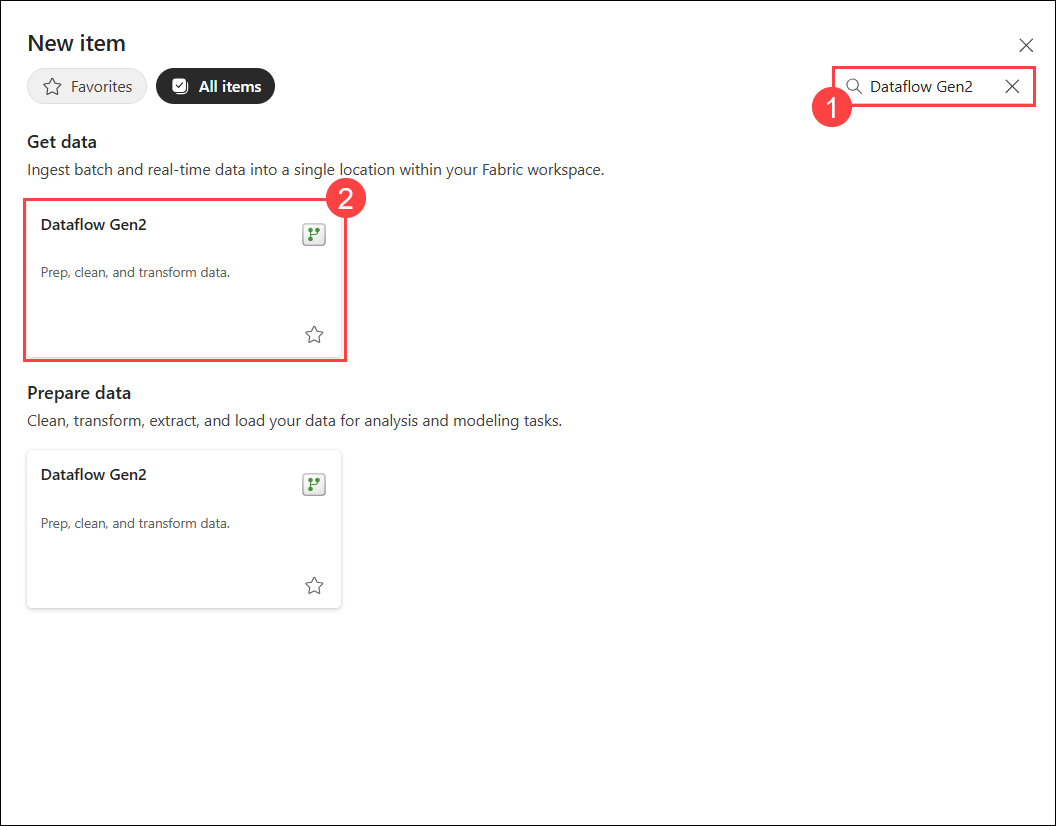 New item
Favorites
All items
Dataflow Gen2
1
Get data
Ingest batch and real-time data into a single location within your Fabric workspace.
2
Dataflow Gen2
Prep, clean, and transform data.
Prepare data
Clean, transform, extract, and load your data for analysis and modeling tasks.
Dataflow Gen2
Prep, clean, and transform data.